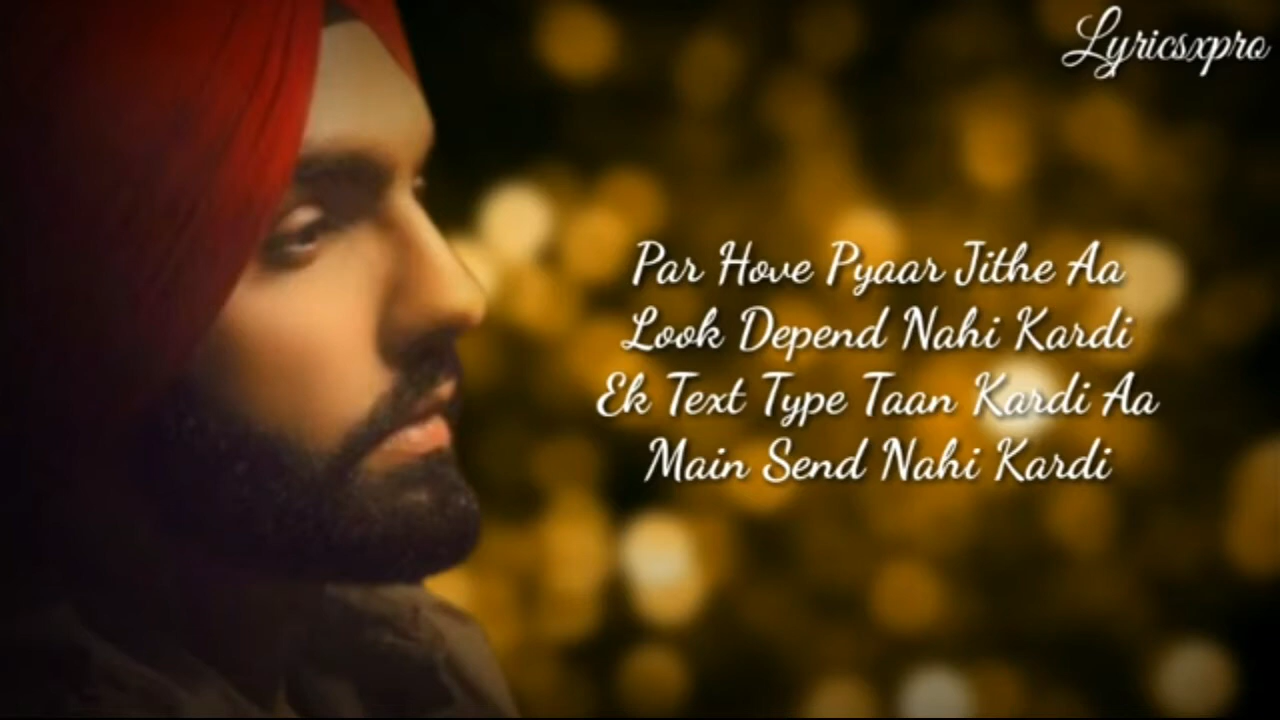 Lyricsxpro
Par Hove Pyaar Jithe Aa
Look Depend Nahi Kardi
Ek Text Type Taan Kardi Aa
Main Send Nahi Kardi